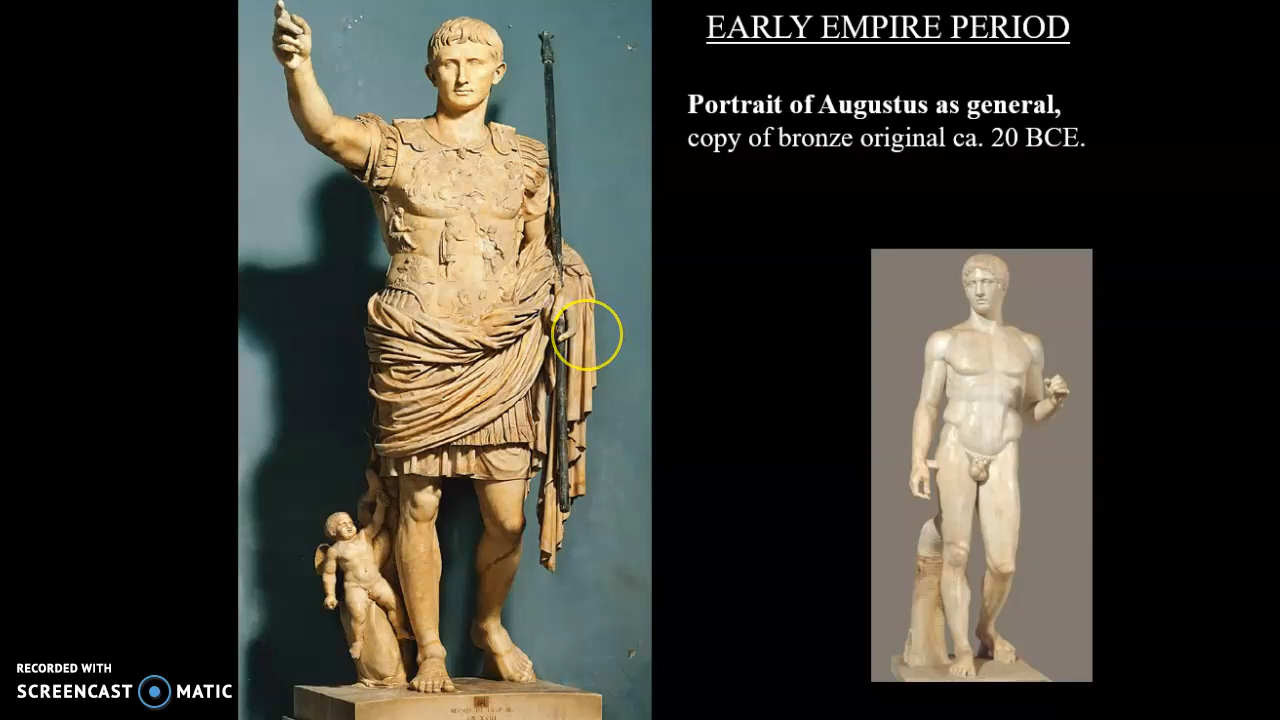 EARLY EMPIRE PERIOD
Portrait of Augustus as general,
copy of bronze original ca. 20 BCE.
RECORDED WITH
SCREENCAST MATIC